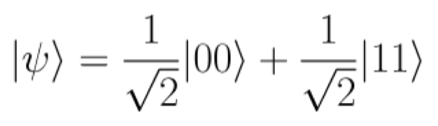 |ψ⟩ = 1/√2 |00⟩ + 1/√2 |11⟩